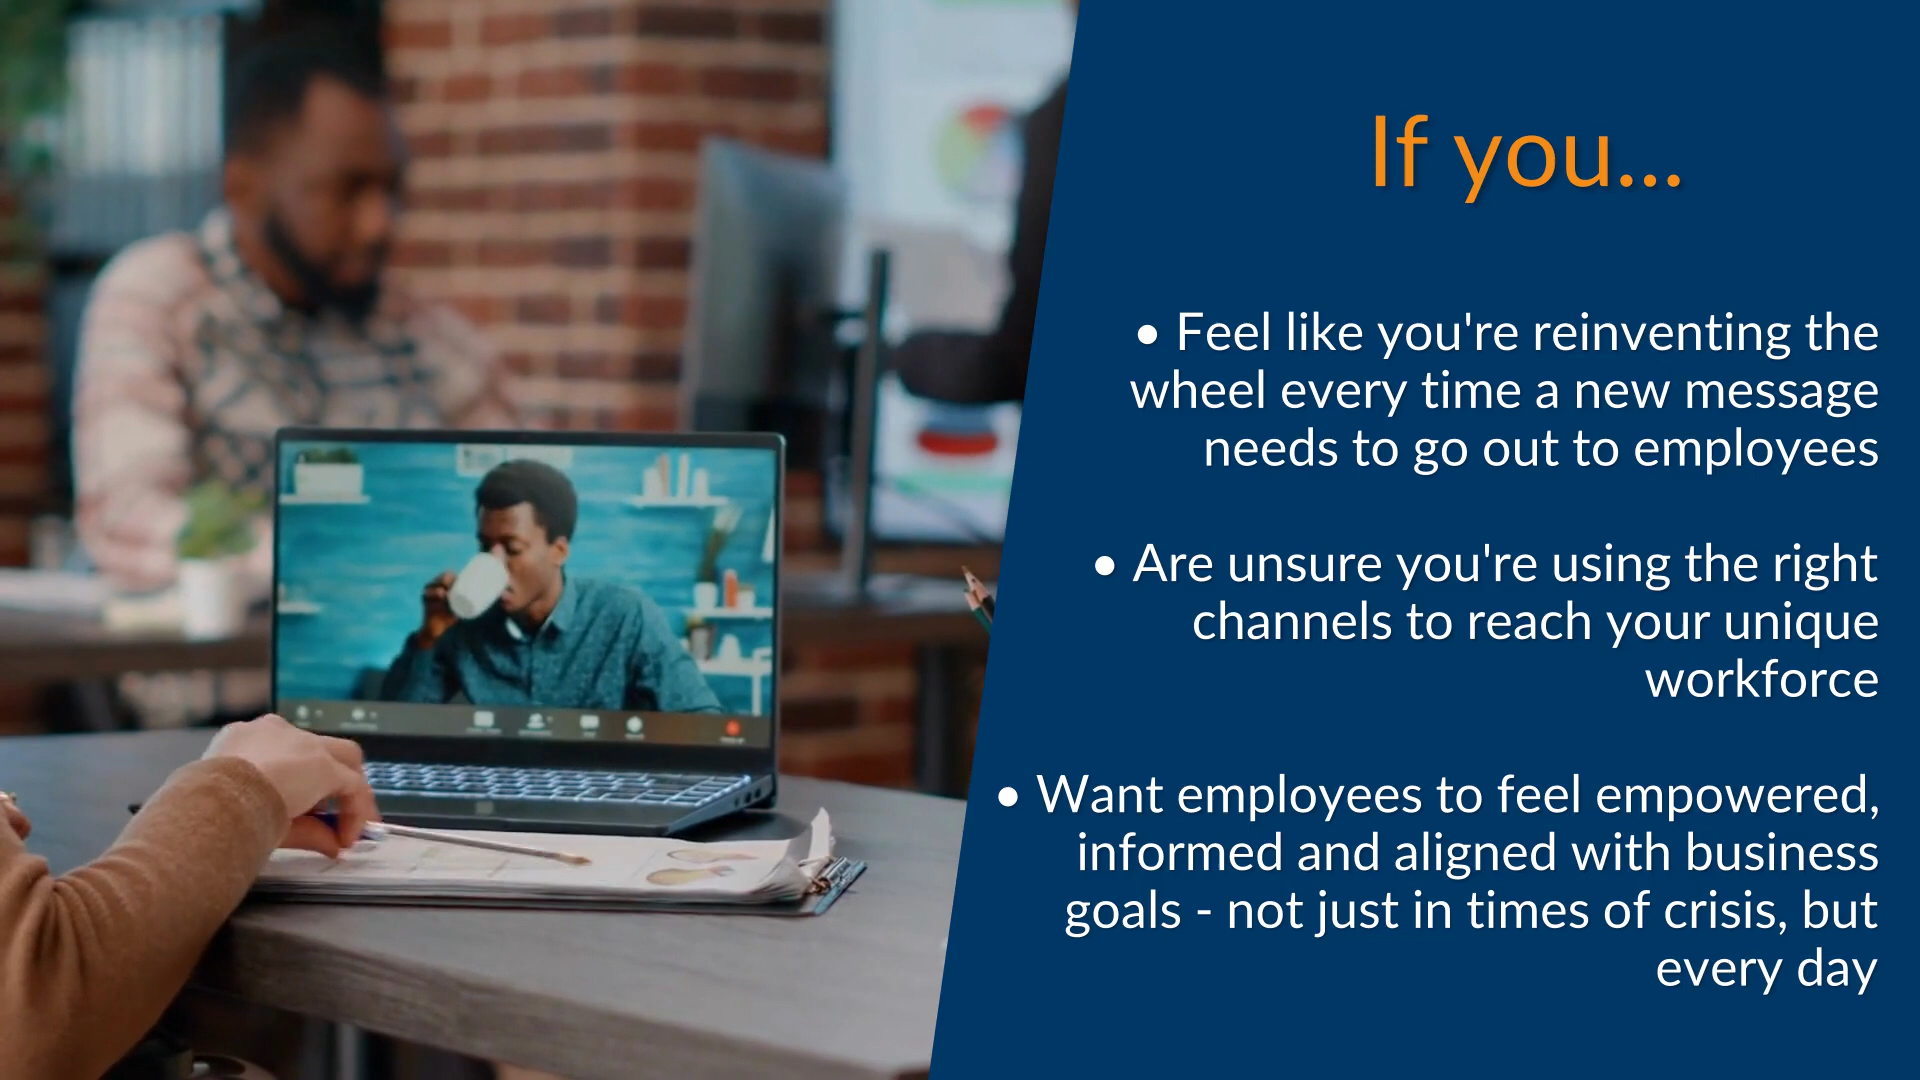 If you...
• Feel like you're reinventing the
wheel every time a new message
needs to go out to employees
• Are unsure you're using the right
channels to reach your unique
workforce
• Want employees to feel empowered,
informed and aligned with business
goals - not just in times of crisis, but
every day